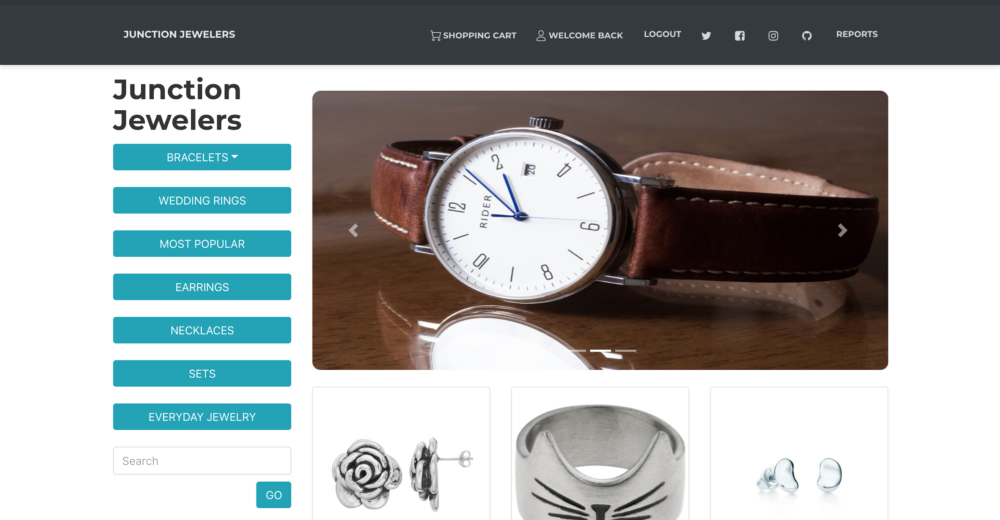 JUNCTION JEWELERS
SHOPPING CART
WELCOME BACK
LOGOUT
REPORTS
Junction
Jewelers
BRACELETS
WEDDING RINGS
MOST POPULAR
EARRINGS
NECKLACES
SETS
EVERYDAY JEWELRY
Search
GO
2
4
6
8
10
12
20
RIDER